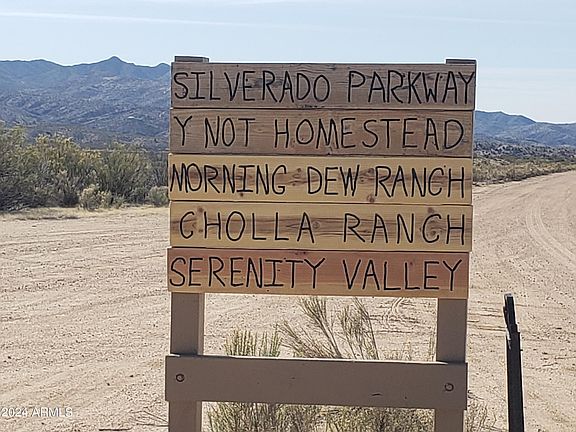 SILVERADO PARKWAY
Y NOT HOMESTEAD
MORNING DEW RANCH
CHOLLA RANCH
SERENITY VALLEY
2024 ARMLS